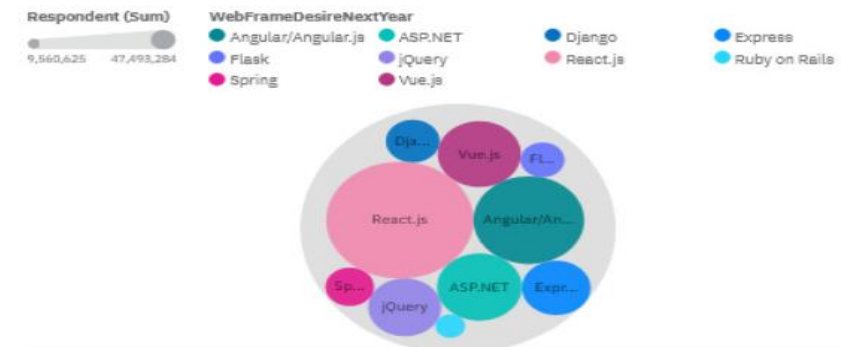 Respondent (Sum)
9,560,625 47,493,284
WebFrameDesireNextYear
Angular/Angular.js ASP.NET Django Express
Flask jQuery React.js Ruby on Rails
Spring Vue.js
Dja...
Vue.js
FL...
React.js
Angular/An...
Sp...
jQuery
ASP.NET
Expr...